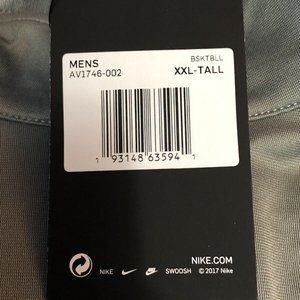 MENS BSKTBLL
AV1746-002 XXL-TALL
1 93148 63594 1
NIKE.COM
NIKE SWOOSH © 2017 Nike